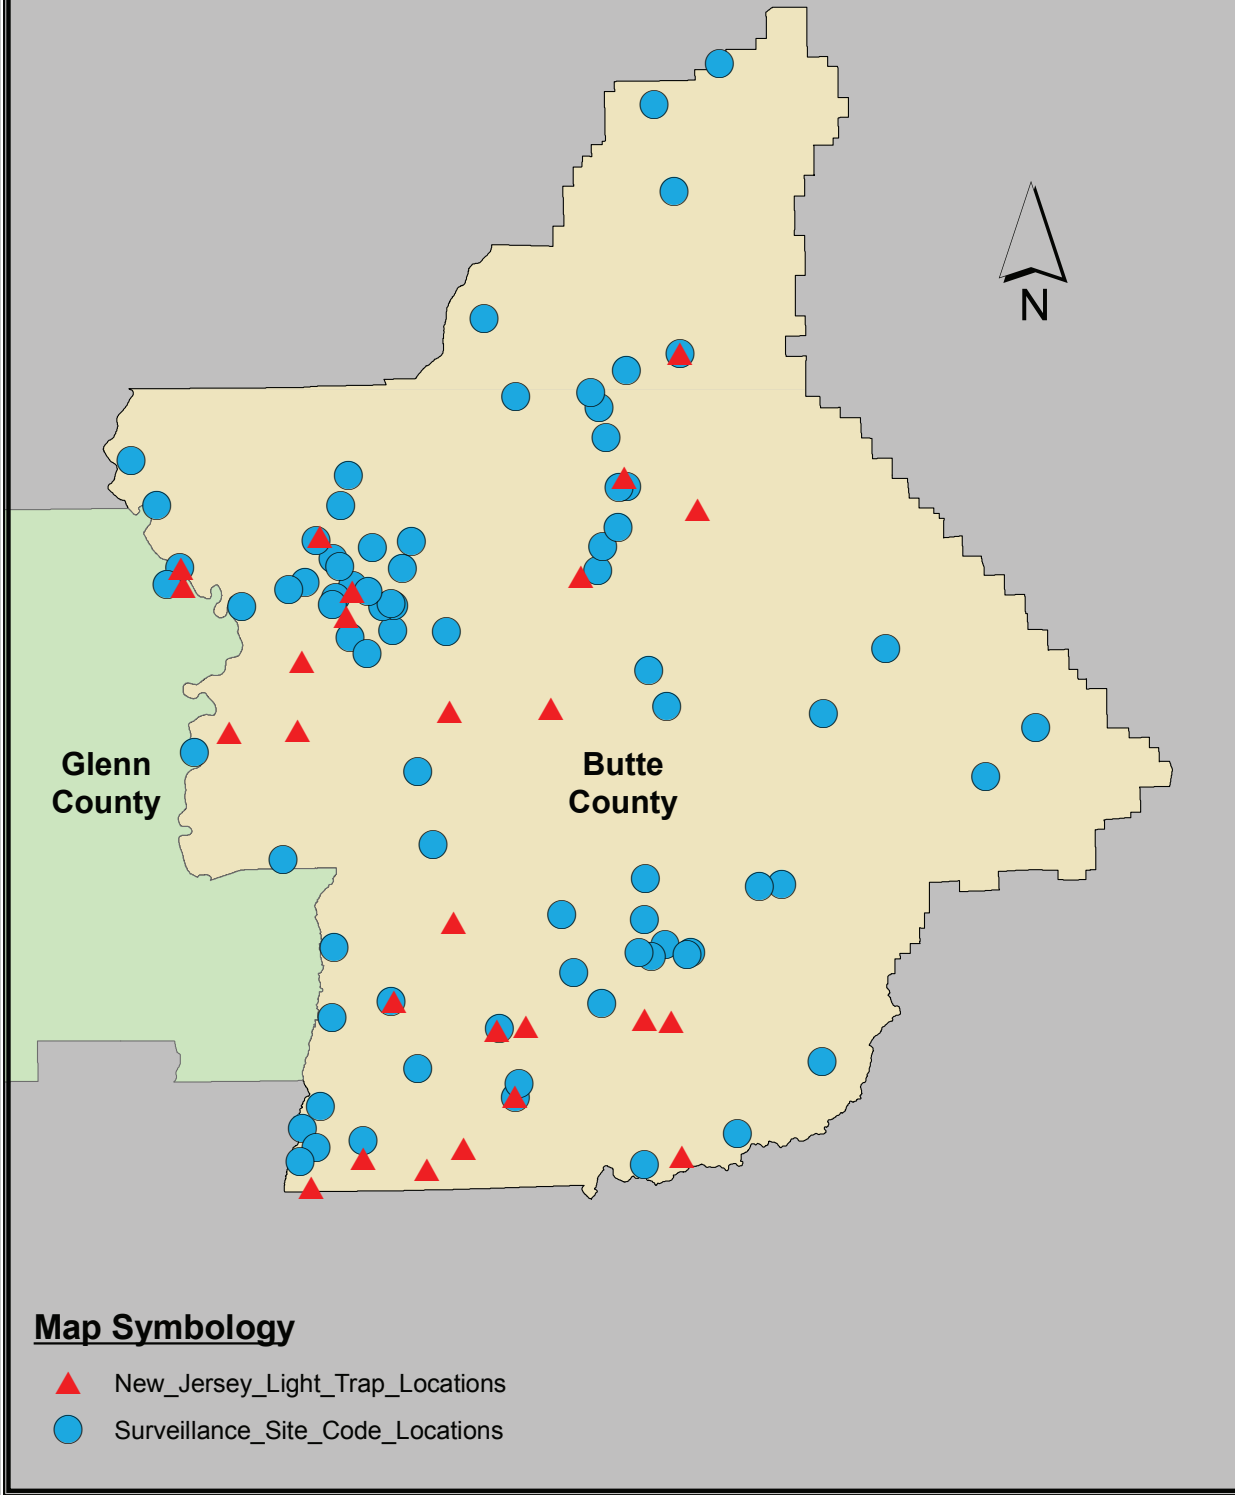 N
Glenn
County
Butte
County
Map Symbology
New_Jersey_Light_Trap_Locations
Surveillance_Site_Code_Locations